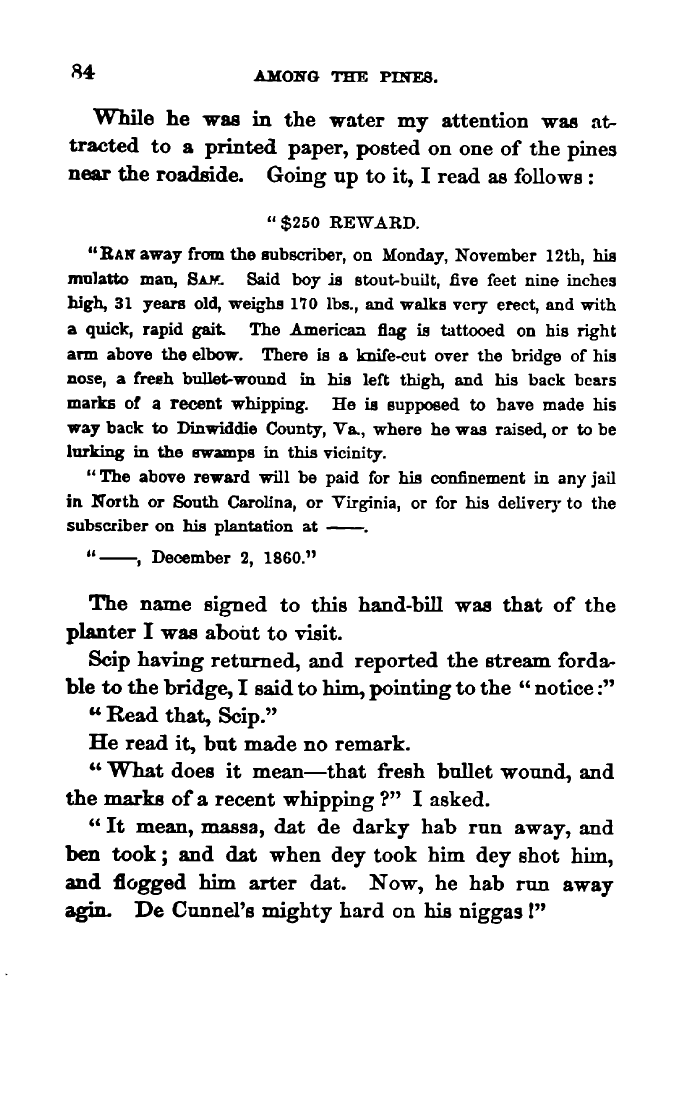 84 AMONG THE PINES.
While he was in the water my attention was at-
tracted to a printed paper, posted on one of the pines
near the roadside. Going up to it, I read as follows:
"$250 REWARD.
"RAN away from the subscriber, on Monday, November 12th, his
mulatto man, SAM. Said boy is stout-built, five feet nine inches
high, 31 years old, weighs 170 lbs., and walks very erect, and with
a quick, rapid gait. The American flag is tattooed on his right
arm above the elbow. There is a knife-cut over the bridge of his
nose, a fresh bullet-wound in his left thigh, and his back bears
marks of a recent whipping. He is supposed to have made his
way back to Dinwiddie County, Va., where he was raised, or to be
lurking in the swamps in this vicinity.
"The above reward will be paid for his confinement in any jail
in North or South Carolina, or Virginia, or for his delivery to the
subscriber on his plantation at ——.
"——, December 2, 1860."
The name signed to this hand-bill was that of the
planter I was about to visit.
Scip having returned, and reported the stream forda-
ble to the bridge, I said to him, pointing to the "notice:"
"Read that, Scip."
He read it, but made no remark.
"What does it mean—that fresh bullet wound, and
the marks of a recent whipping?" I asked.
"It mean, massa, dat de darky hab run away, and
ben took; and dat when dey took him dey shot him,
and flogged him arter dat. Now, he hab run away
agin. De Cunnel's mighty hard on his niggas!"